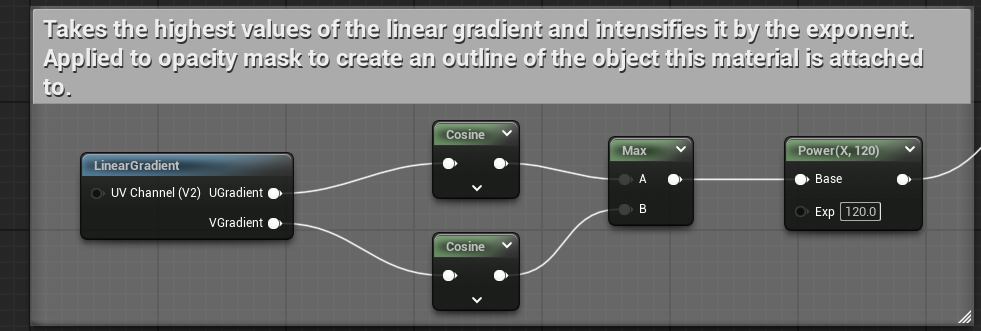 Takes the highest values of the linear gradient and intensifies it by the exponent.
Applied to opacity mask to create an outline of the object this material is attached
to.
Cosine
LinearGradient
Max
Power(X, 120)
UV Channel (V2) UGradient
A
Base
VGradient
B
Exp 120.0
Cosine